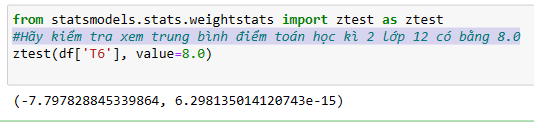 from statsmodels.stats.weightstats import ztest as ztest
#Hãy kiểm tra xem trung bình điểm toán học kì 2 lớp 12 có bằng 8.0
ztest(df['T6'], value=8.0)
(-7.797828845339864, 6.298135014120743e-15)